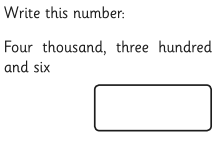 Write this number:
Four thousand, three hundred
and six